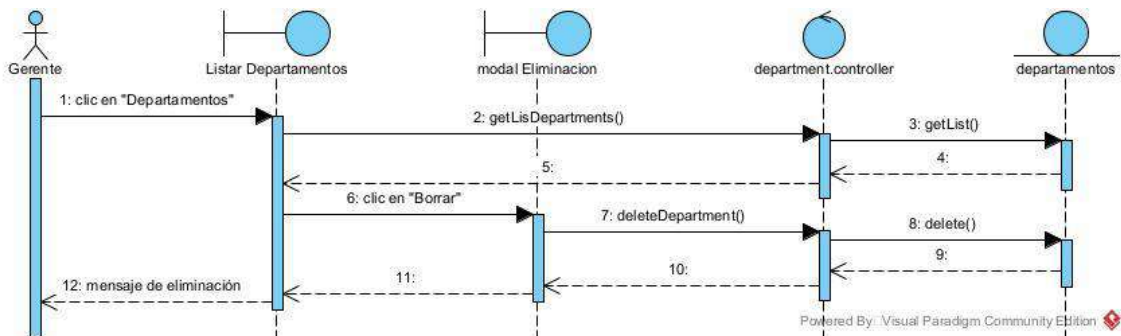 Gerente
Listar Departamentos
modal Eliminacion
department.controller
departamentos
1: clic en "Departamentos"
2: getLisDepartments()
3: getList()
4:
5:
6: clic en "Borrar"
7: deleteDepartment()
8: delete()
9:
10:
11:
12: mensaje de eliminación
Powered By: Visual Paradigm Community Edition